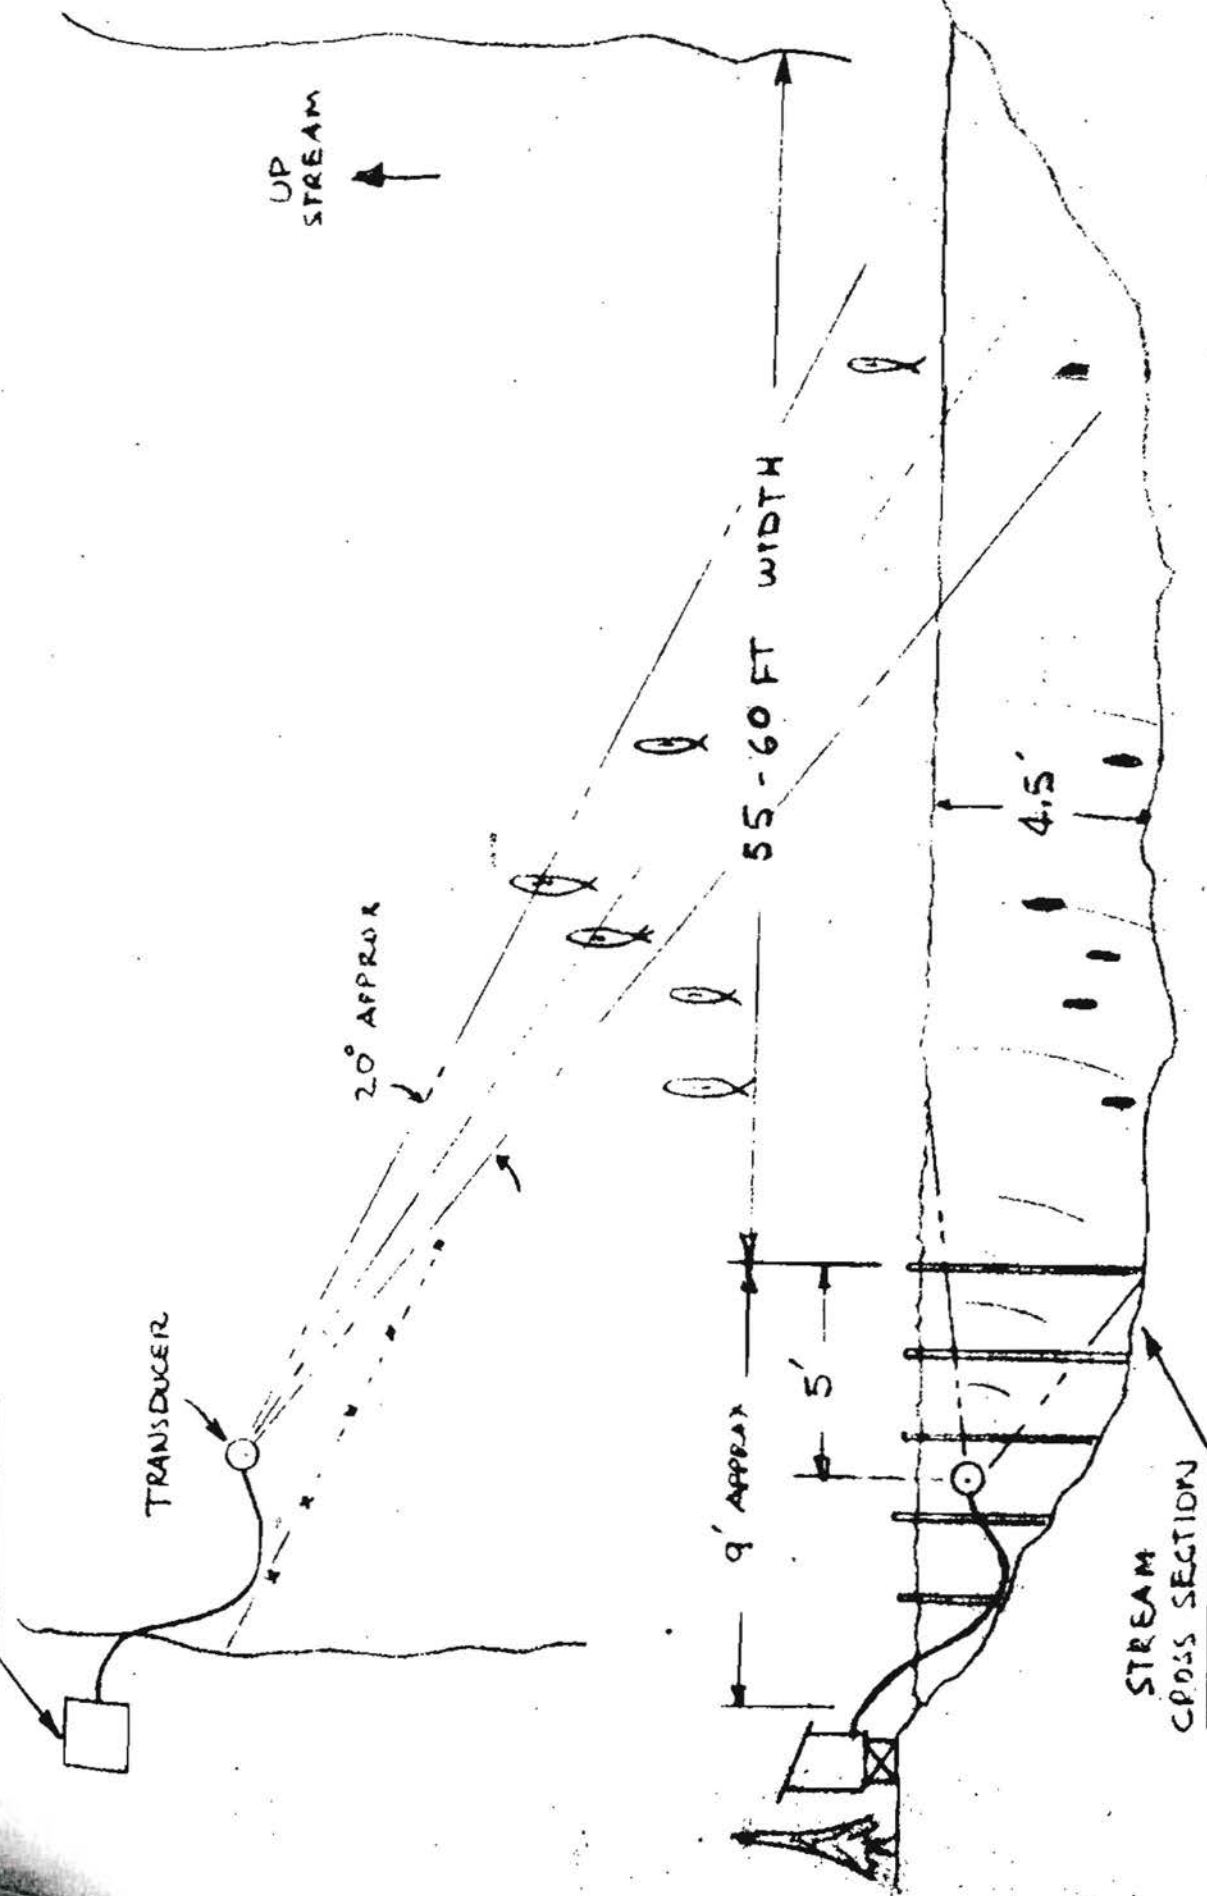 UP
STREAM
20° APPROX
TRANSDUCER
55-60 FT WIDTH
4.5'
9' APPROX
5'
STREAM
CROSS SECTION